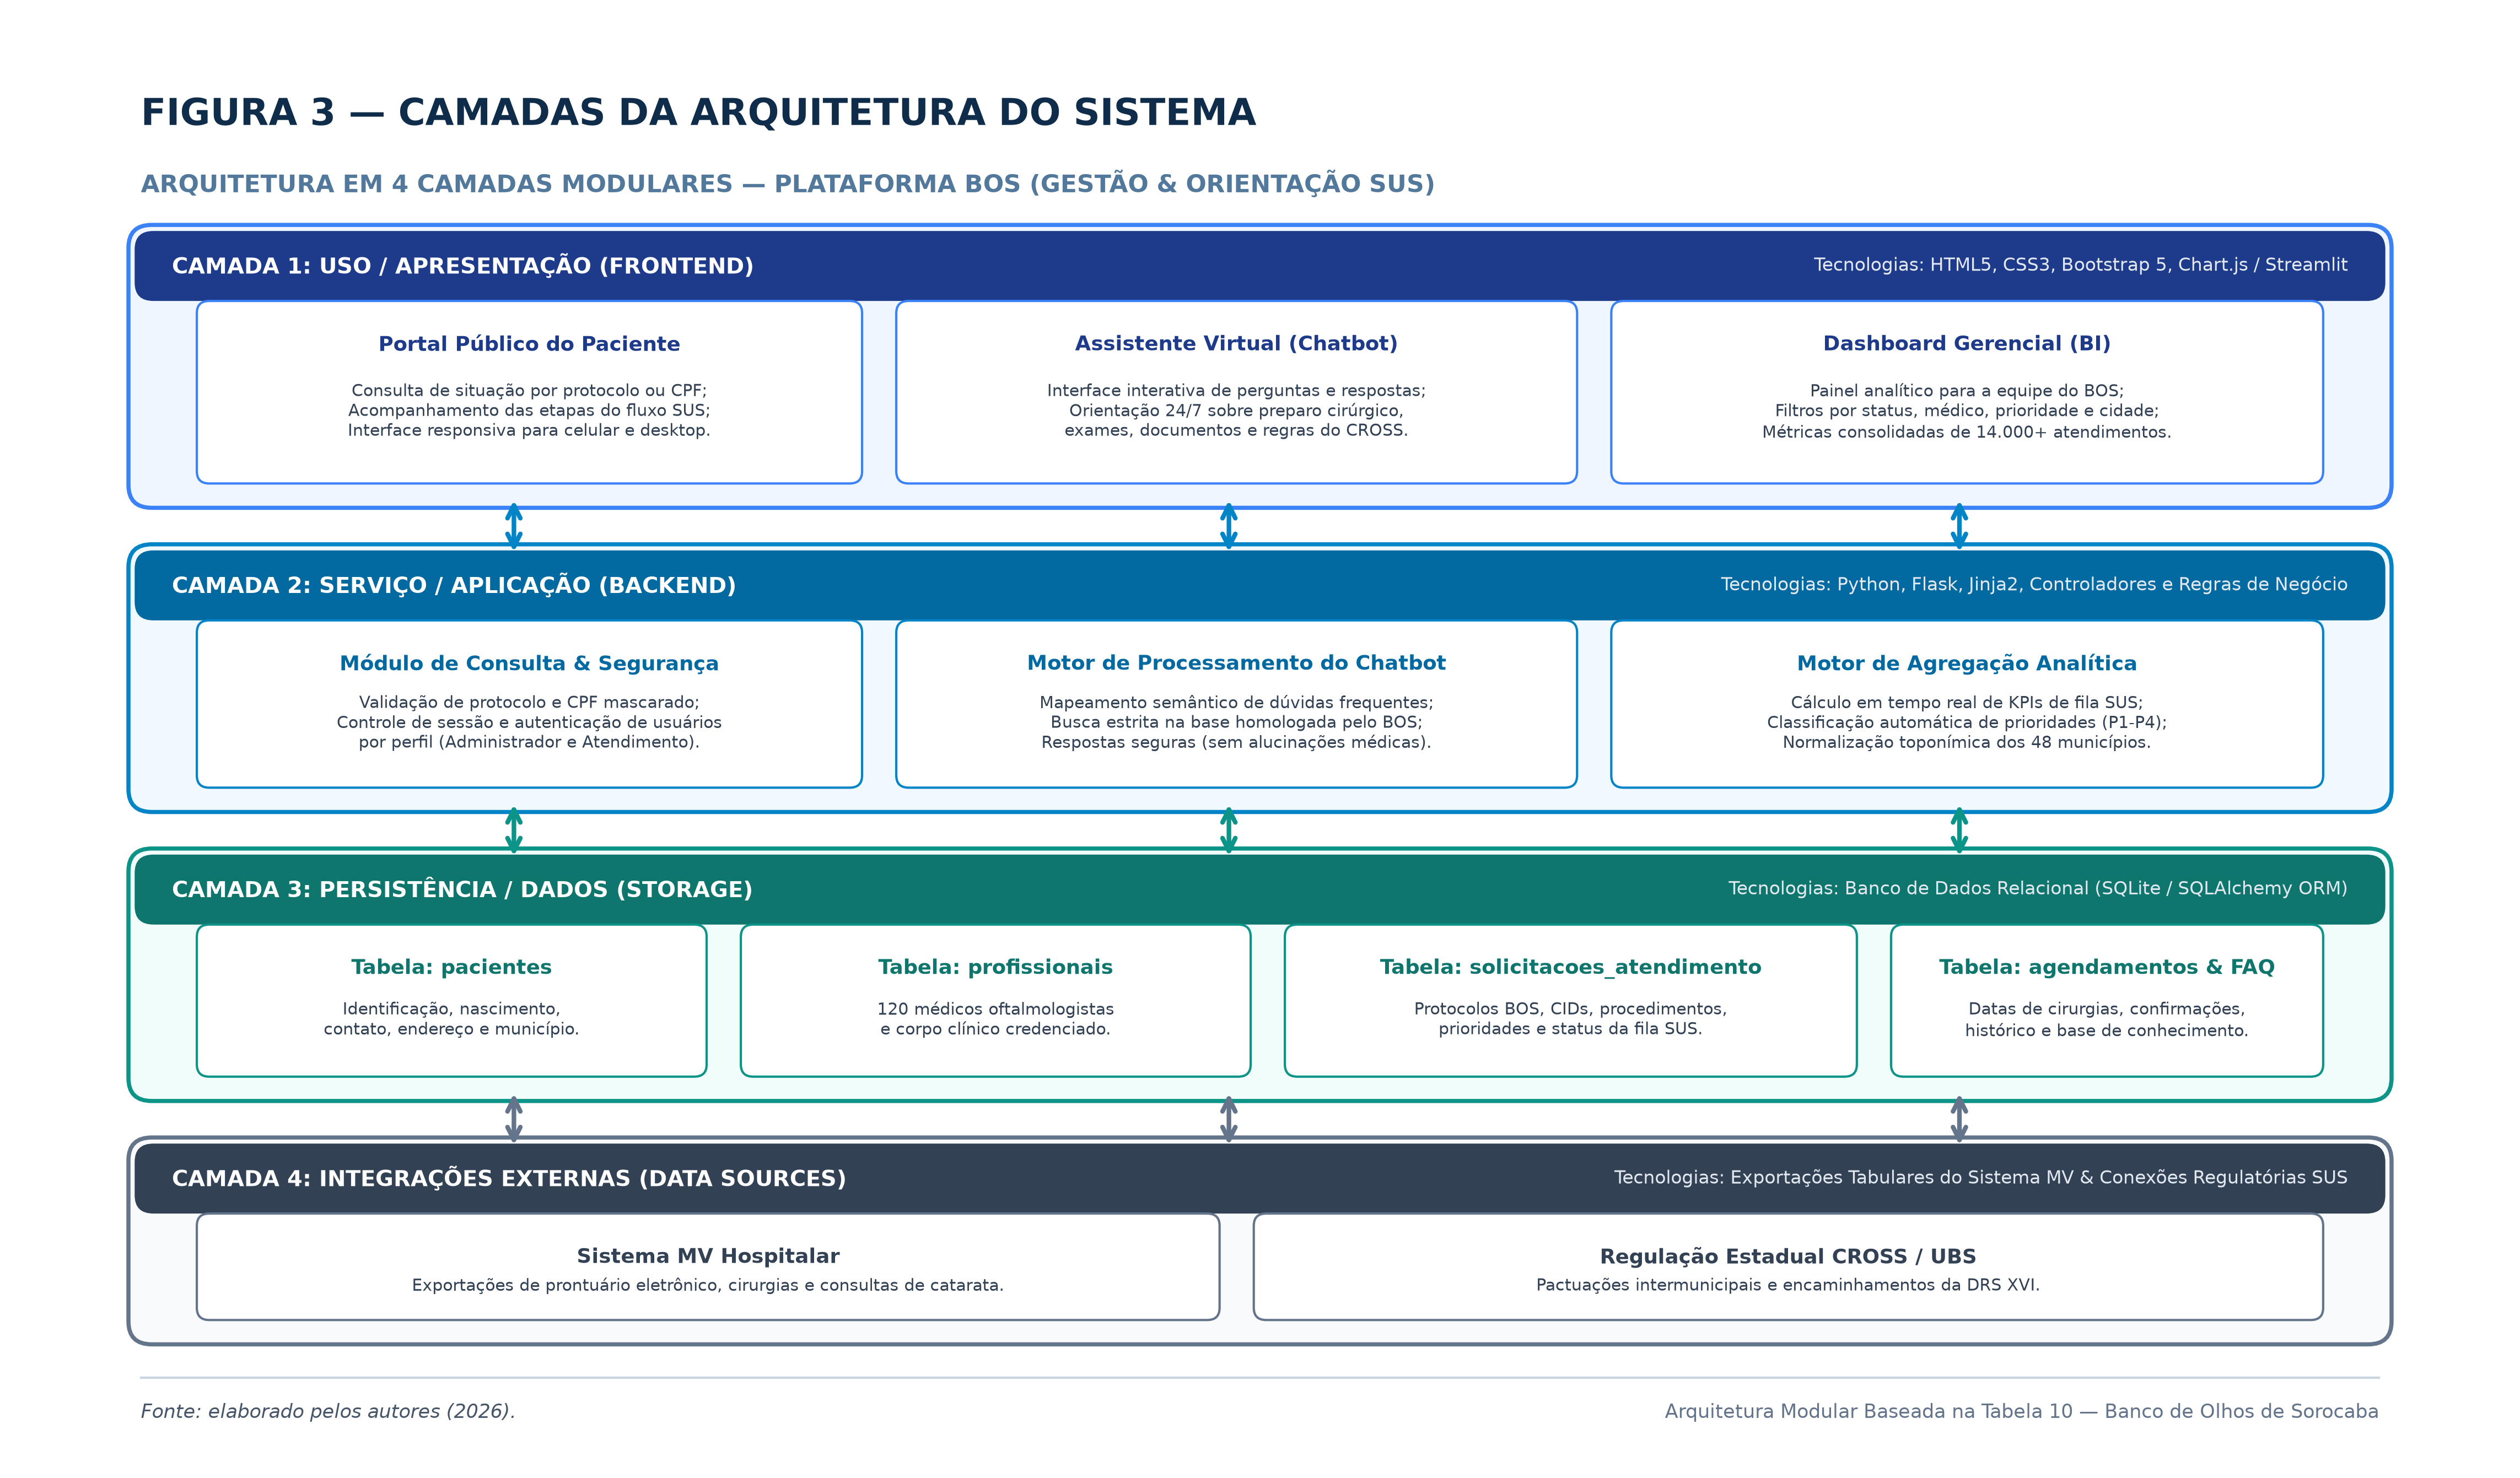 FIGURA 3 — CAMADAS DA ARQUITETURA DO SISTEMA
ARQUITETURA EM 4 CAMADAS MODULARES — PLATAFORMA BOS (GESTÃO & ORIENTAÇÃO SUS)
CAMADA 1: USO / APRESENTAÇÃO (FRONTEND)
Tecnologias: HTML5, CSS3, Bootstrap 5, Chart.js / Streamlit
Portal Público do Paciente
Consulta de situação por protocolo ou CPF;
Acompanhamento das etapas do fluxo SUS;
Interface responsiva para celular e desktop.
Assistente Virtual (Chatbot)
Interface interativa de perguntas e respostas;
Orientação 24/7 sobre preparo cirúrgico,
exames, documentos e regras do CROSS.
Dashboard Gerencial (BI)
Painel analítico para a equipe do BOS;
Filtros por status, médico, prioridade e cidade;
Métricas consolidadas de 14.000+ atendimentos.
CAMADA 2: SERVIÇO / APLICAÇÃO (BACKEND)
Tecnologias: Python, Flask, Jinja2, Controladores e Regras de Negócio
Módulo de Consulta & Segurança
Validação de protocolo e CPF mascarado;
Controle de sessão e autenticação de usuários
por perfil (Administrador e Atendimento).
Motor de Processamento do Chatbot
Mapeamento semântico de dúvidas frequentes;
Busca estrita na base homologada pelo BOS;
Respostas seguras (sem alucinações médicas).
Motor de Agregação Analítica
Cálculo em tempo real de KPIs de fila SUS;
Classificação automática de prioridades (P1-P4);
Normalização toponímica dos 48 municípios.
CAMADA 3: PERSISTÊNCIA / DADOS (STORAGE)
Tecnologias: Banco de Dados Relacional (SQLite / SQLAlchemy ORM)
Tabela: pacientes
Identificação, nascimento,
contato, endereço e município.
Tabela: profissionais
120 médicos oftalmologistas
e corpo clínico credenciado.
Tabela: solicitacoes_atendimento
Protocolos BOS, CIDs, procedimentos,
prioridades e status da fila SUS.
Tabela: agendamentos & FAQ
Datas de cirurgias, confirmações,
histórico e base de conhecimento.
CAMADA 4: INTEGRAÇÕES EXTERNAS (DATA SOURCES)
Tecnologias: Exportações Tabulares do Sistema MV & Conexões Regulatórias SUS
Sistema MV Hospitalar
Exportações de prontuário eletrônico, cirurgias e consultas de catarata.
Regulação Estadual CROSS / UBS
Pactuações intermunicipais e encaminhamentos da DRS XVI.
Fonte: elaborado pelos autores (2026).
Arquitetura Modular Baseada na Tabela 10 — Banco de Olhos de Sorocaba